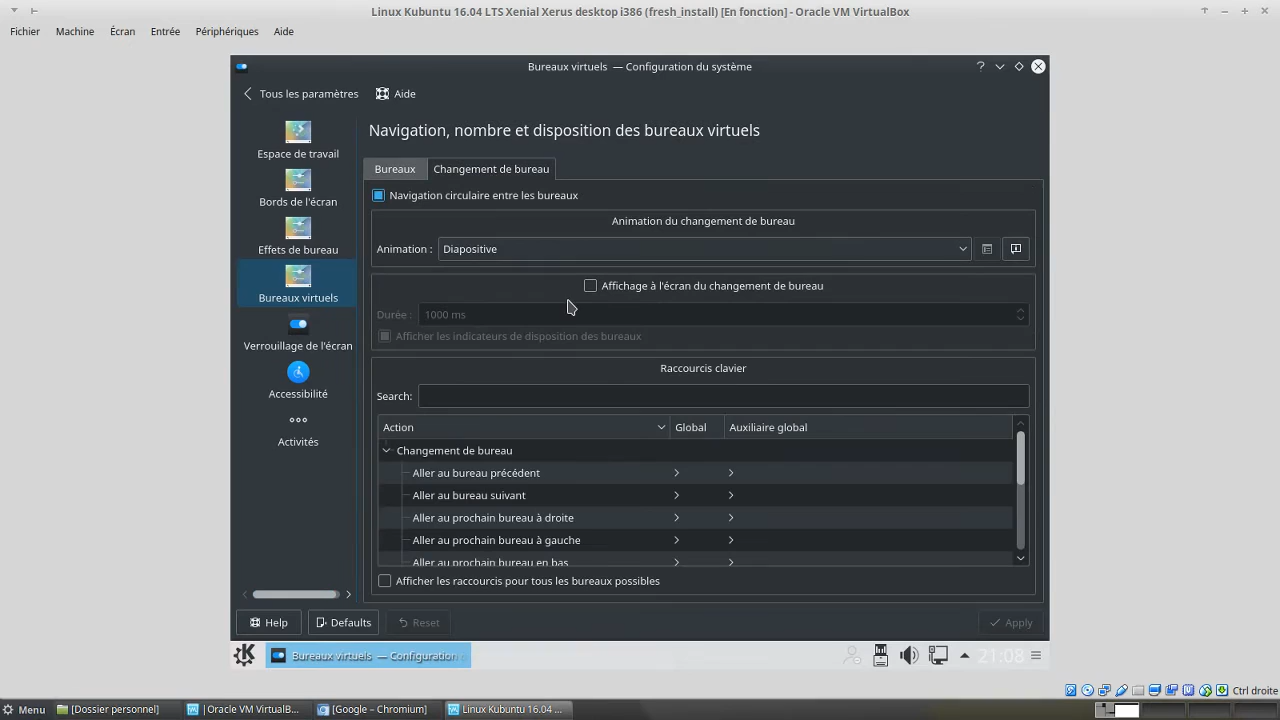 Linux Kubuntu 16.04 LTS Xenial Xerus desktop i386 (fresh_install) [En fonction] - Oracle VM VirtualBox
Fichier Machine Écran Entrée Périphériques Aide
Bureaux virtuels — Configuration du système
Tous les paramètres Aide
Navigation, nombre et disposition des bureaux virtuels
Espace de travail
Bords de l'écran
Effets de bureau
Bureaux virtuels
Verrouillage de l'écran
Accessibilité
Activités
Bureaux Changement de bureau
Navigation circulaire entre les bureaux
Animation du changement de bureau
Animation : Diapositive
Affichage à l'écran du changement de bureau
Durée : 1000 ms
Afficher les indicateurs de disposition des bureaux
Raccourcis clavier
Search:
Action Global Auxiliaire global
Changement de bureau
Aller au bureau précédent
Aller au bureau suivant
Aller au prochain bureau à droite
Aller au prochain bureau à gauche
Aller au prochain bureau en bas
Afficher les raccourcis pour tous les bureaux possibles
Help Defaults Reset Apply
Bureaux virtuels — Configuration 21:08
Ctrl droite
Menu [Dossier personnel] [Oracle VM VirtualB... [Google – Chromium] Linux Kubuntu 16.04 ...